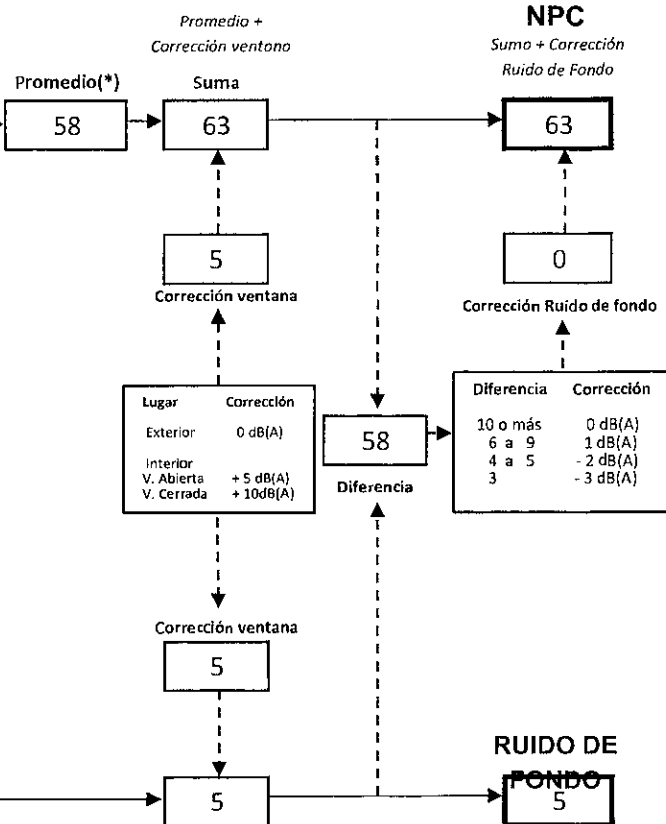 Promedio +
Corrección ventono
NPC
Sumo + Corrección
Ruido de Fondo
Promedio(*)
Suma
58
63
63
5
Corrección ventana
0
Corrección Ruido de fondo
Lugar Corrección
Exterior 0 dB(A)
Interior
V. Abierta + 5 dB(A)
V. Cerrada + 10dB(A)
58
Diferencia
Diferencia Corrección
10 o más 0 dB(A)
6 a 9 1 dB(A)
4 a 5 - 2 dB(A)
3 - 3 dB(A)
Corrección ventana
5
5
RUIDO DE
FONDO
5